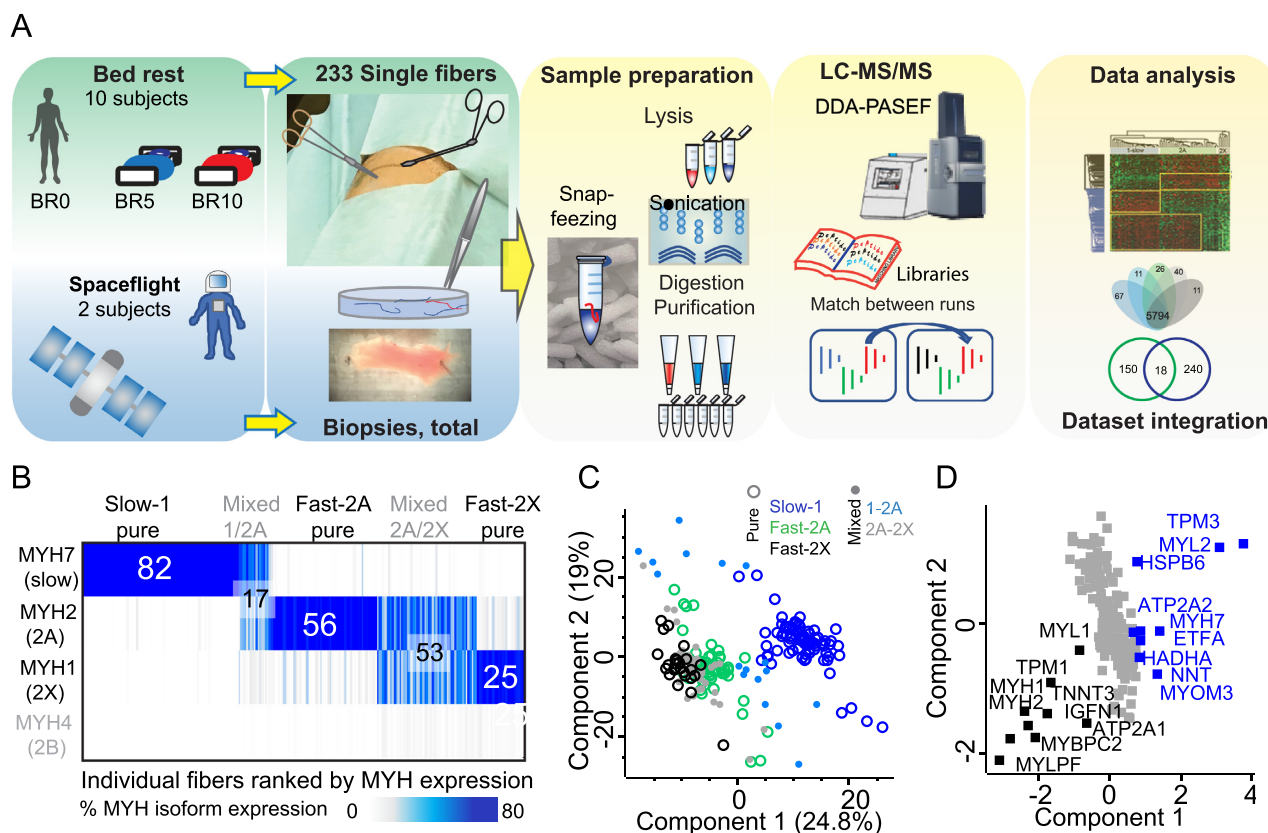 A
Bed rest
10 subjects
BR0
BR5
BR10
Spaceflight
2 subjects
233 Single fibers
Biopsies, total
Sample preparation
Lysis
Snap-
feezing
Sonication
Digestion
Purification
LC-MS/MS
DDA-PASEF
Libraries
Match between runs
Data analysis
1-slow
2A
2X
67
11
26
40
11
5794
150
18
240
Dataset integration
B
Slow-1
pure
Mixed
1/2A
Fast-2A
pure
Mixed
2A/2X
Fast-2X
pure
MYH7
(slow)
MYH2
(2A)
MYH1
(2X)
MYH4
(2B)
82
17
56
53
25
25
Individual fibers ranked by MYH expression
% MYH isoform expression
0
80
C
Pure
Slow-1
Fast-2A
Fast-2X
Mixed
1-2A
2A-2X
Component 2 (19%)
20
0
-20
0
20
Component 1 (24.8%)
D
TPM3
MYL2
HSPB6
ATP2A2
MYH7
ETFA
HADHA
NNT
MYOM3
MYL1
TPM1
MYH1
TNNT3
MYH2
IGFN1
ATP2A1
MYBPC2
MYLPF
Component 2
0
-2
-2
0
2
4
Component 1